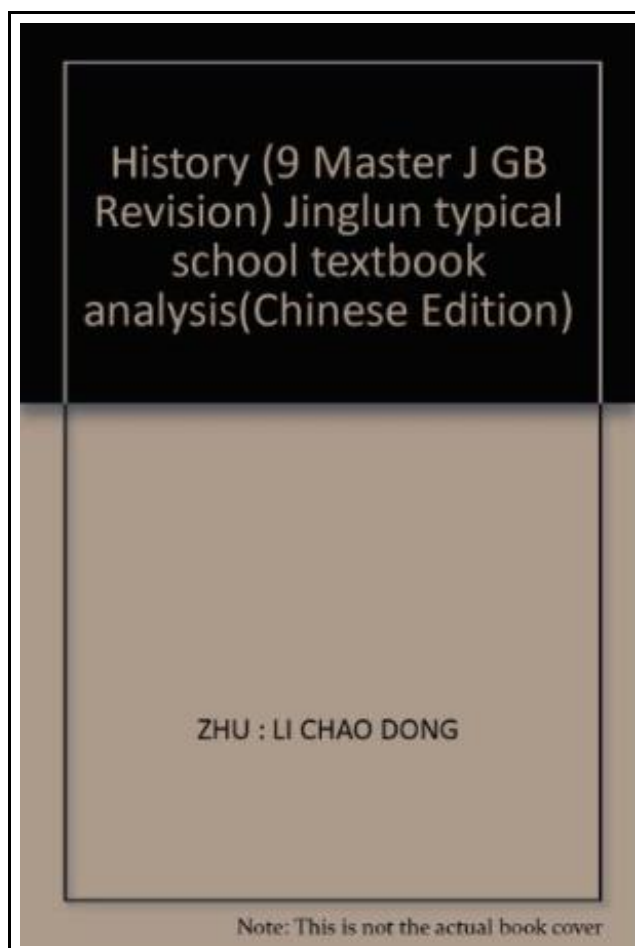 History (9 Master J GB
Revision) Jinglun typical
school textbook
analysis(Chinese Edition)
ZHU : LI CHAO DONG
Note: This is not the actual book cover